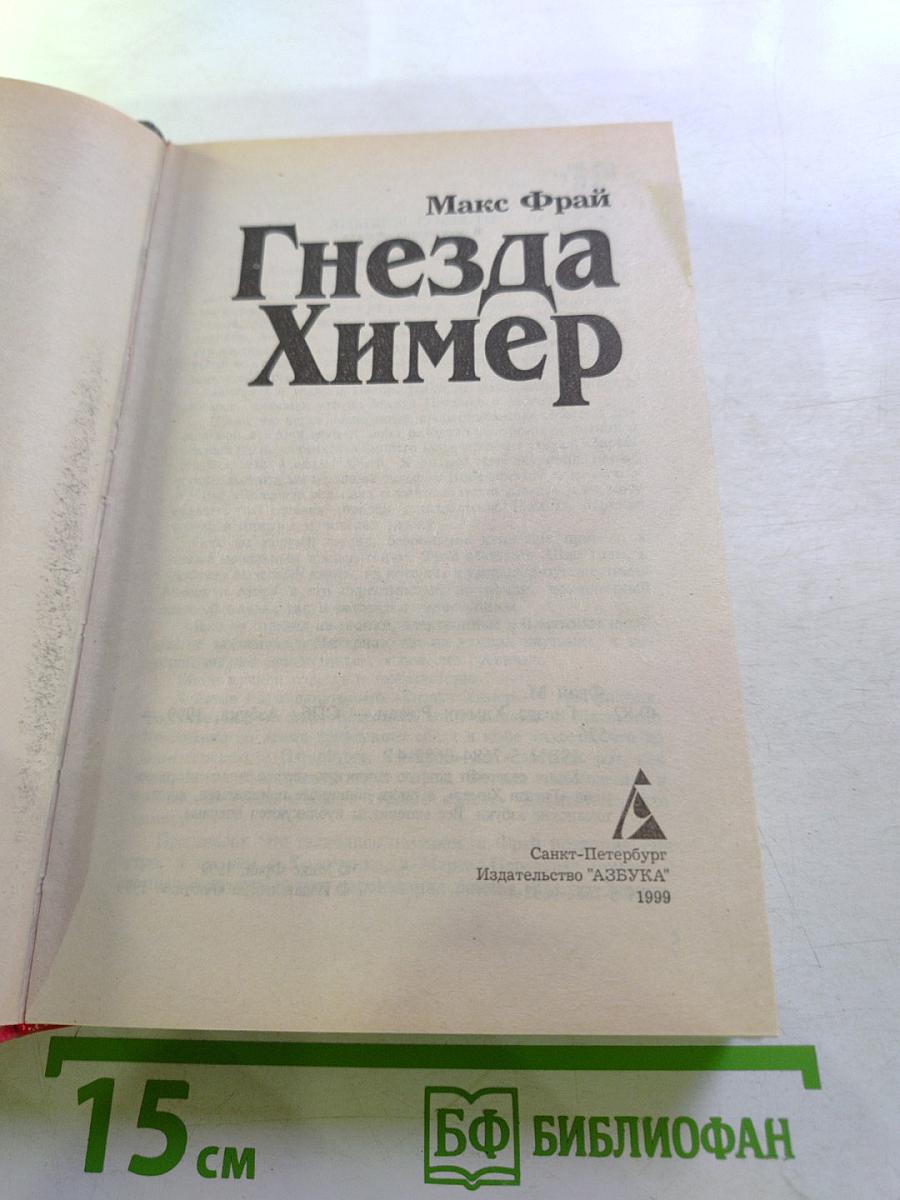 Макс Фрай
Гнезда
Химер
Санкт-Петербург
Издательство "АЗБУКА"
1999
15 см
БФ БИБЛИОФАН